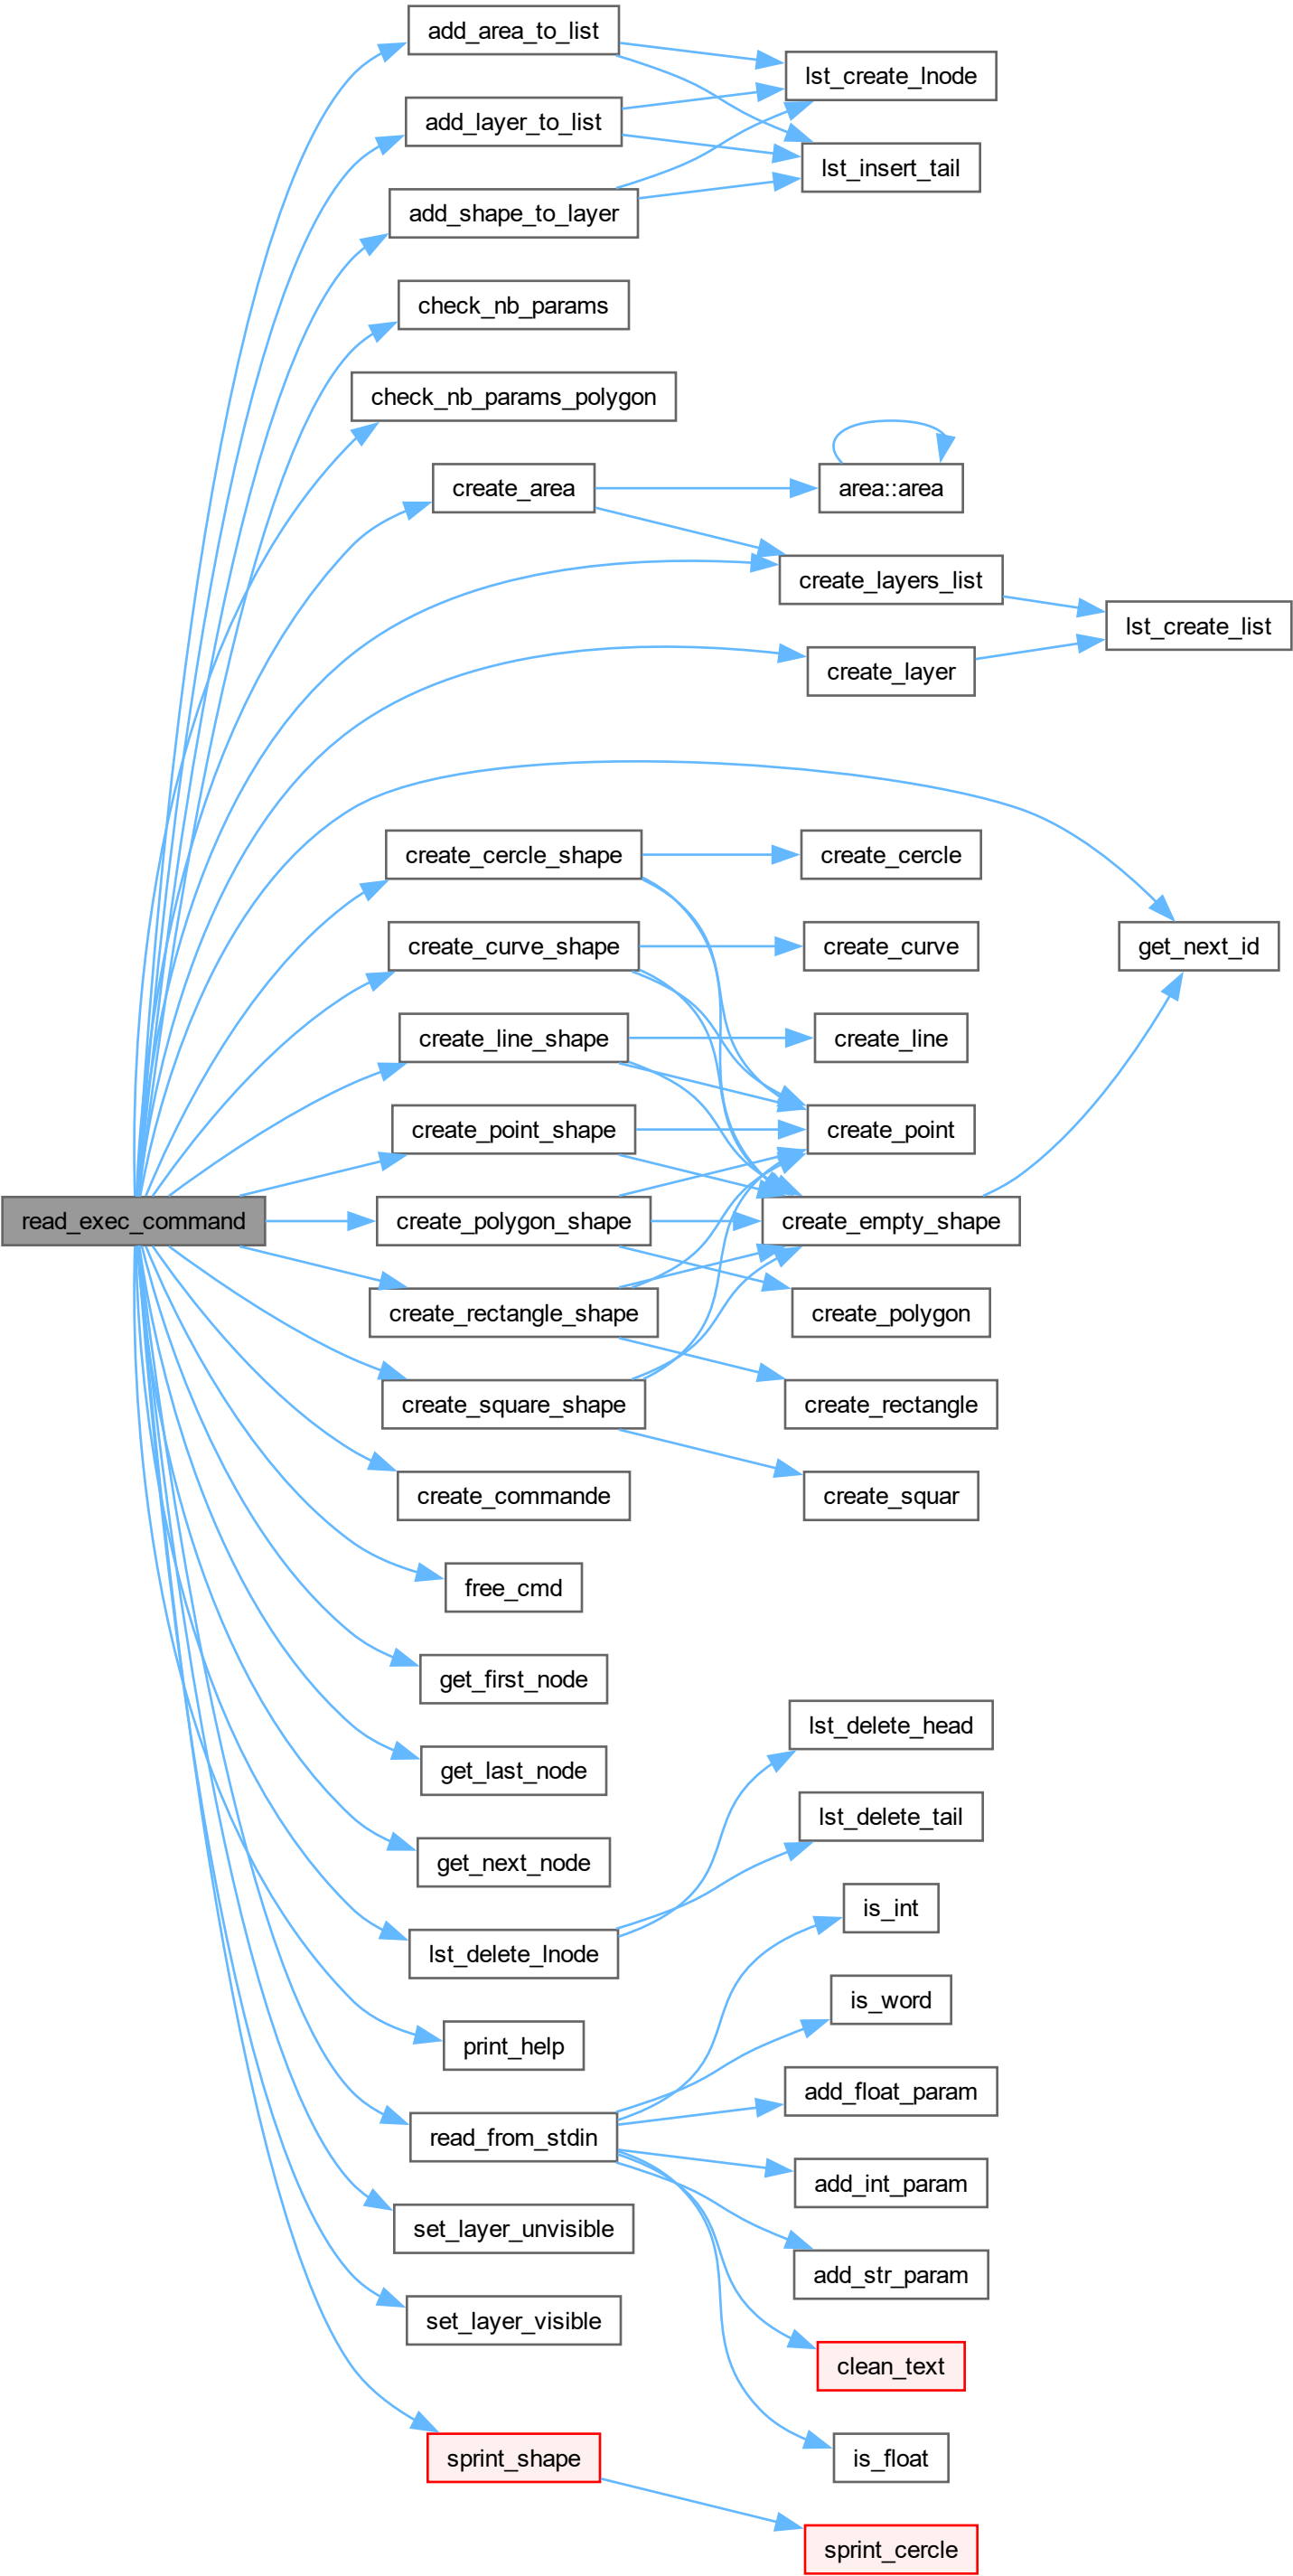 add_area_to_list
lst_create_lnode
add_layer_to_list
lst_insert_tail
add_shape_to_layer
check_nb_params
check_nb_params_polygon
create_area
area::area
create_layers_list
lst_create_list
create_layer
create_cercle_shape
create_cercle
create_curve_shape
create_curve
get_next_id
create_line_shape
create_line
create_point_shape
create_point
read_exec_command
create_polygon_shape
create_empty_shape
create_rectangle_shape
create_polygon
create_square_shape
create_rectangle
create_commande
create_squar
free_cmd
get_first_node
lst_delete_head
get_last_node
lst_delete_tail
get_next_node
is_int
lst_delete_lnode
is_word
print_help
add_float_param
read_from_stdin
add_int_param
set_layer_unvisible
add_str_param
set_layer_visible
clean_text
sprint_shape
is_float
sprint_cercle